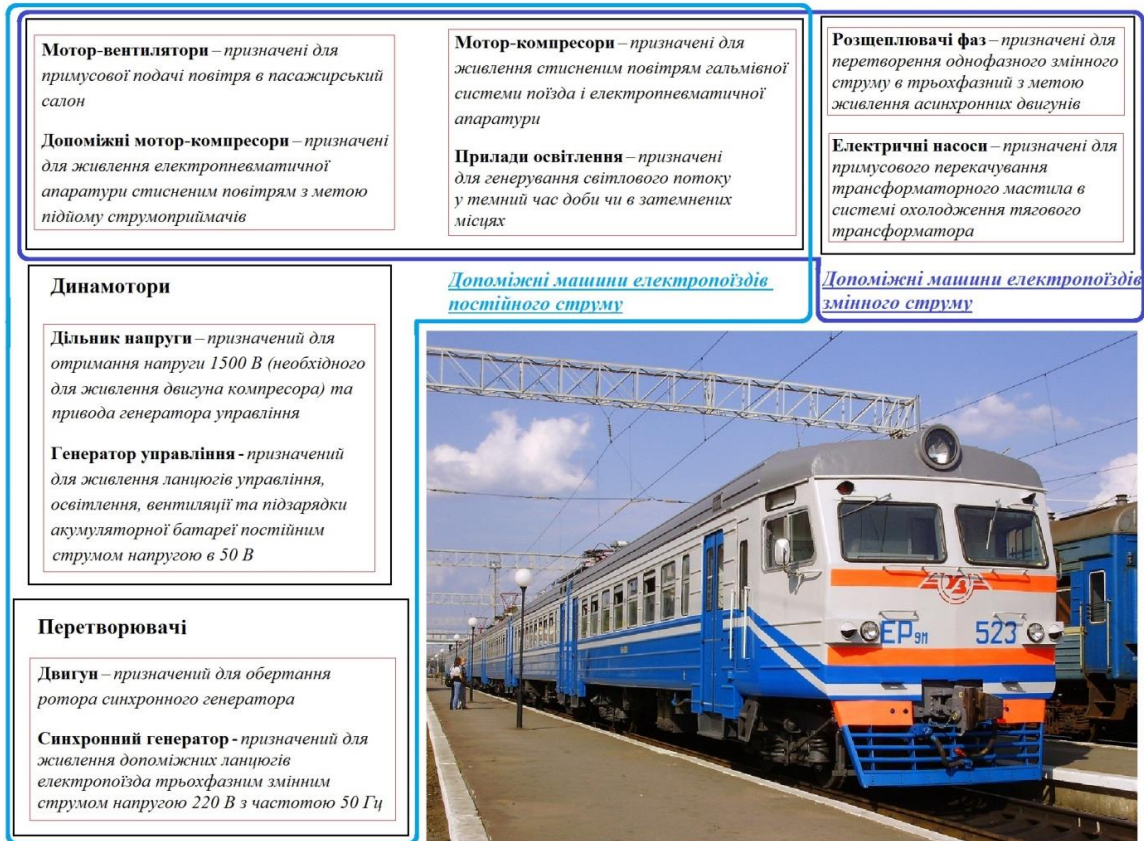 Мотор-вентилятори – призначені для
примусової подачі повітря в пасажирський
салон
Допоміжні мотор-компресори – призначені
для живлення електропневматичної
апаратури стисненим повітрям з метою
підйому струмоприймачів
Мотор-компресори – призначені для
живлення стисненим повітрям гальмівної
системи поїзда і електропневматичної
апаратури
Прилади освітлення – призначені
для генерування світлового потоку
у темний час доби чи в затемнених
місцях
Розщеплювачі фаз – призначені для
перетворення однофазного змінного
струму в трьохфазний з метою
живлення асинхронних двигунів
Електричні насоси – призначені для
примусового перекачування
трансформаторного мастила в
системі охолодження тягового
трансформатора
Допоміжні машини електропоїздів
постійного струму
Допоміжні машини електропоїздів
змінного струму
Динамотори
Дільник напруги – призначений для
отримання напруги 1500 В (необхідного
для живлення двигуна компресора) та
привода генератора управління
Генератор управління - призначений
для живлення ланцюгів управління,
освітлення, вентиляції та підзарядки
акумуляторної батареї постійним
струмом напругою в 50 В
Перетворювачі
Двигун – призначений для обертання
ротора синхронного генератора
Синхронний генератор - призначений для
живлення допоміжних ланцюгів
електропоїзда трьохфазним змінним
струмом напругою 220 В з частотою 50 Гц
ЕР9М 523